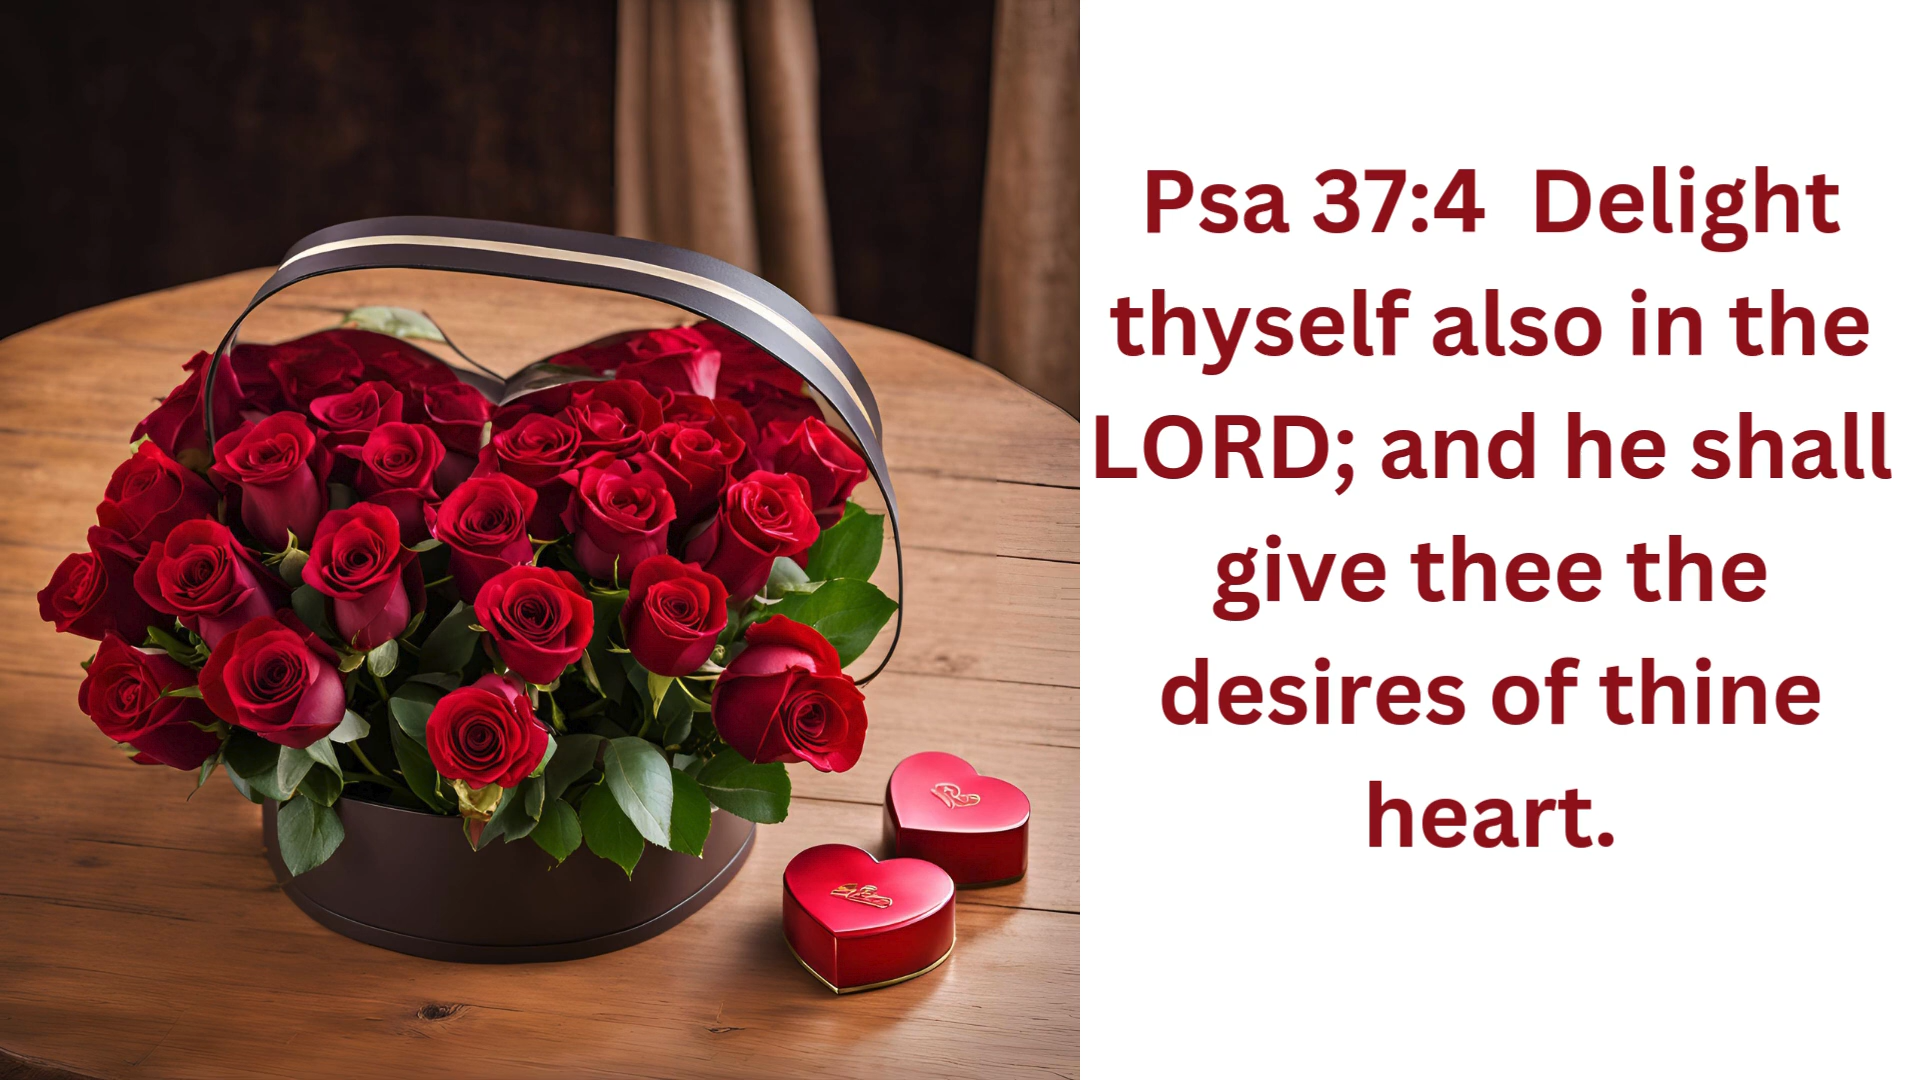 Psa 37:4  Delight
thyself also in the
LORD; and he shall
give thee the
desires of thine
heart.